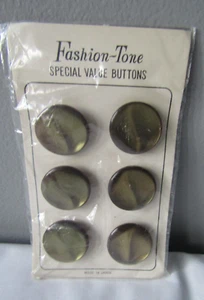 Fashion-Tone
SPECIAL VALUE BUTTONS